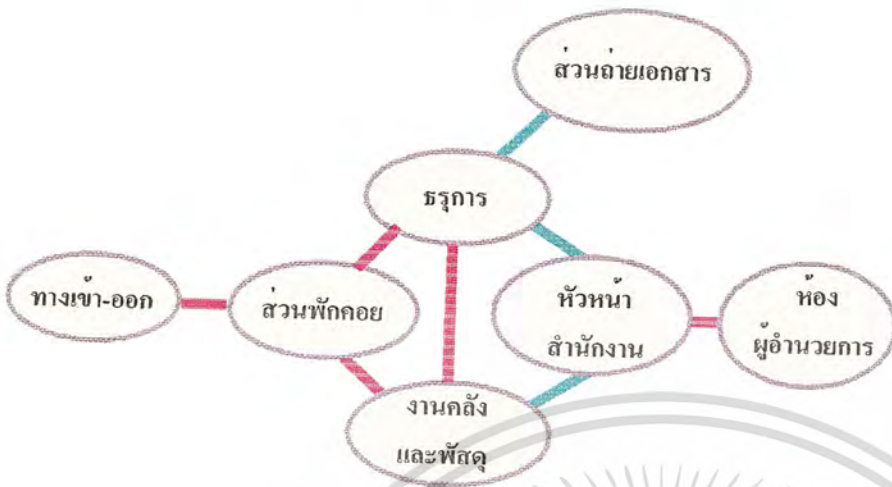 ส่วนถ่ายเอกสาร
ธรุการ
ทางเข้า-ออก
ส่วนพักคอย
หัวหน้า
สำนักงาน
ห้อง
ผู้อำนวยการ
งานคลัง
และพัสดุ